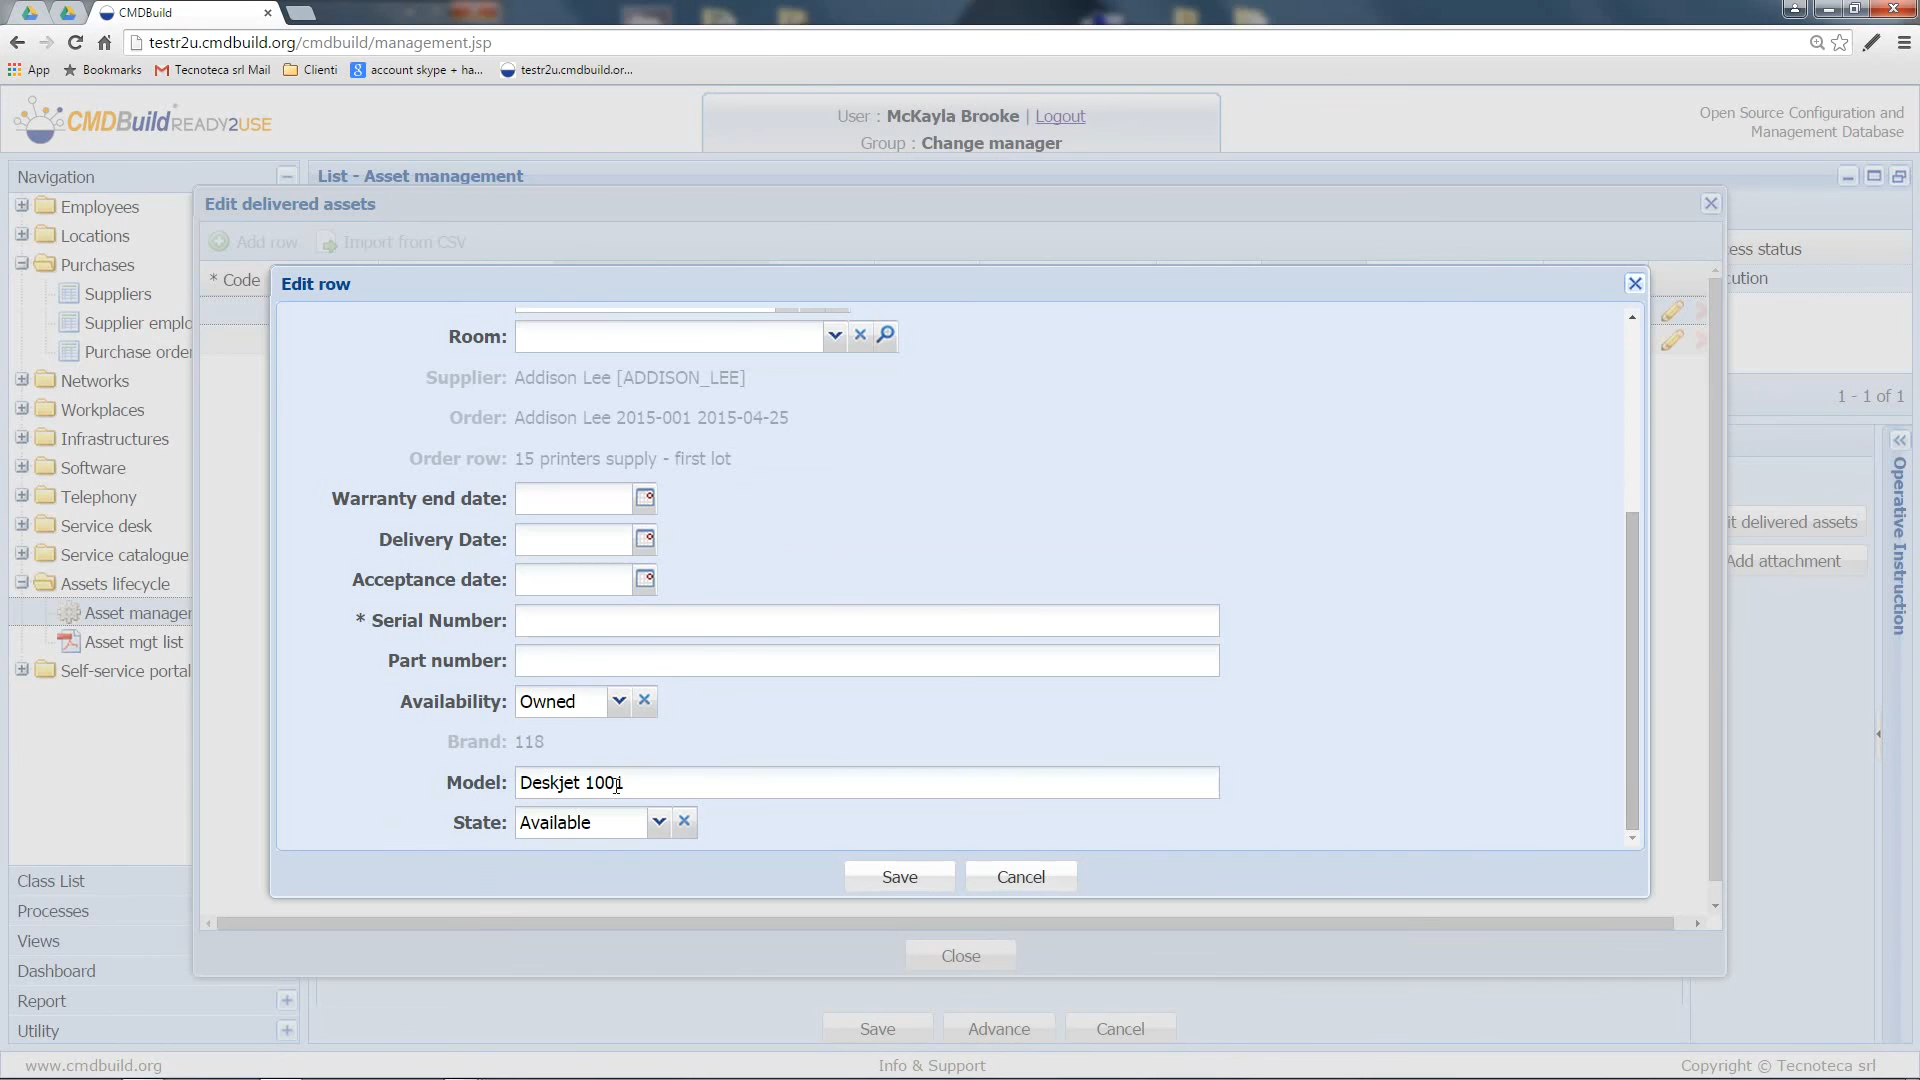 CMDBuild
testr2u.cmdbuild.org/cmdbuild/management.jsp
App Bookmarks Tecnoteca srl Mail Clienti account skype + ha... testr2u.cmdbuild.or...
CMDBuild READY2USE
User : McKayla Brooke | Logout
Group : Change manager
Open Source Configuration and
Management Database
Navigation
List - Asset management
Employees
Locations
Purchases
Suppliers
Supplier emplo
Purchase order
Networks
Workplaces
Infrastructures
Software
Telephony
Service desk
Service catalogue
Assets lifecycle
Asset manager
Asset mgt list
Self-service portal
Class List
Processes
Views
Dashboard
Report
Utility
Edit delivered assets
Add row Import from CSV
* Code
ess status
cution
1 - 1 of 1
it delivered assets
Add attachment
Operative Instruction
Edit row
Room:
Supplier: Addison Lee [ADDISON_LEE]
Order: Addison Lee 2015-001 2015-04-25
Order row: 15 printers supply - first lot
Warranty end date:
Delivery Date:
Acceptance date:
* Serial Number:
Part number:
Availability: Owned
Brand: 118
Model: Deskjet 1001
State: Available
Save Cancel
Close
Save Advance Cancel
www.cmdbuild.org Info & Support Copyright © Tecnoteca srl